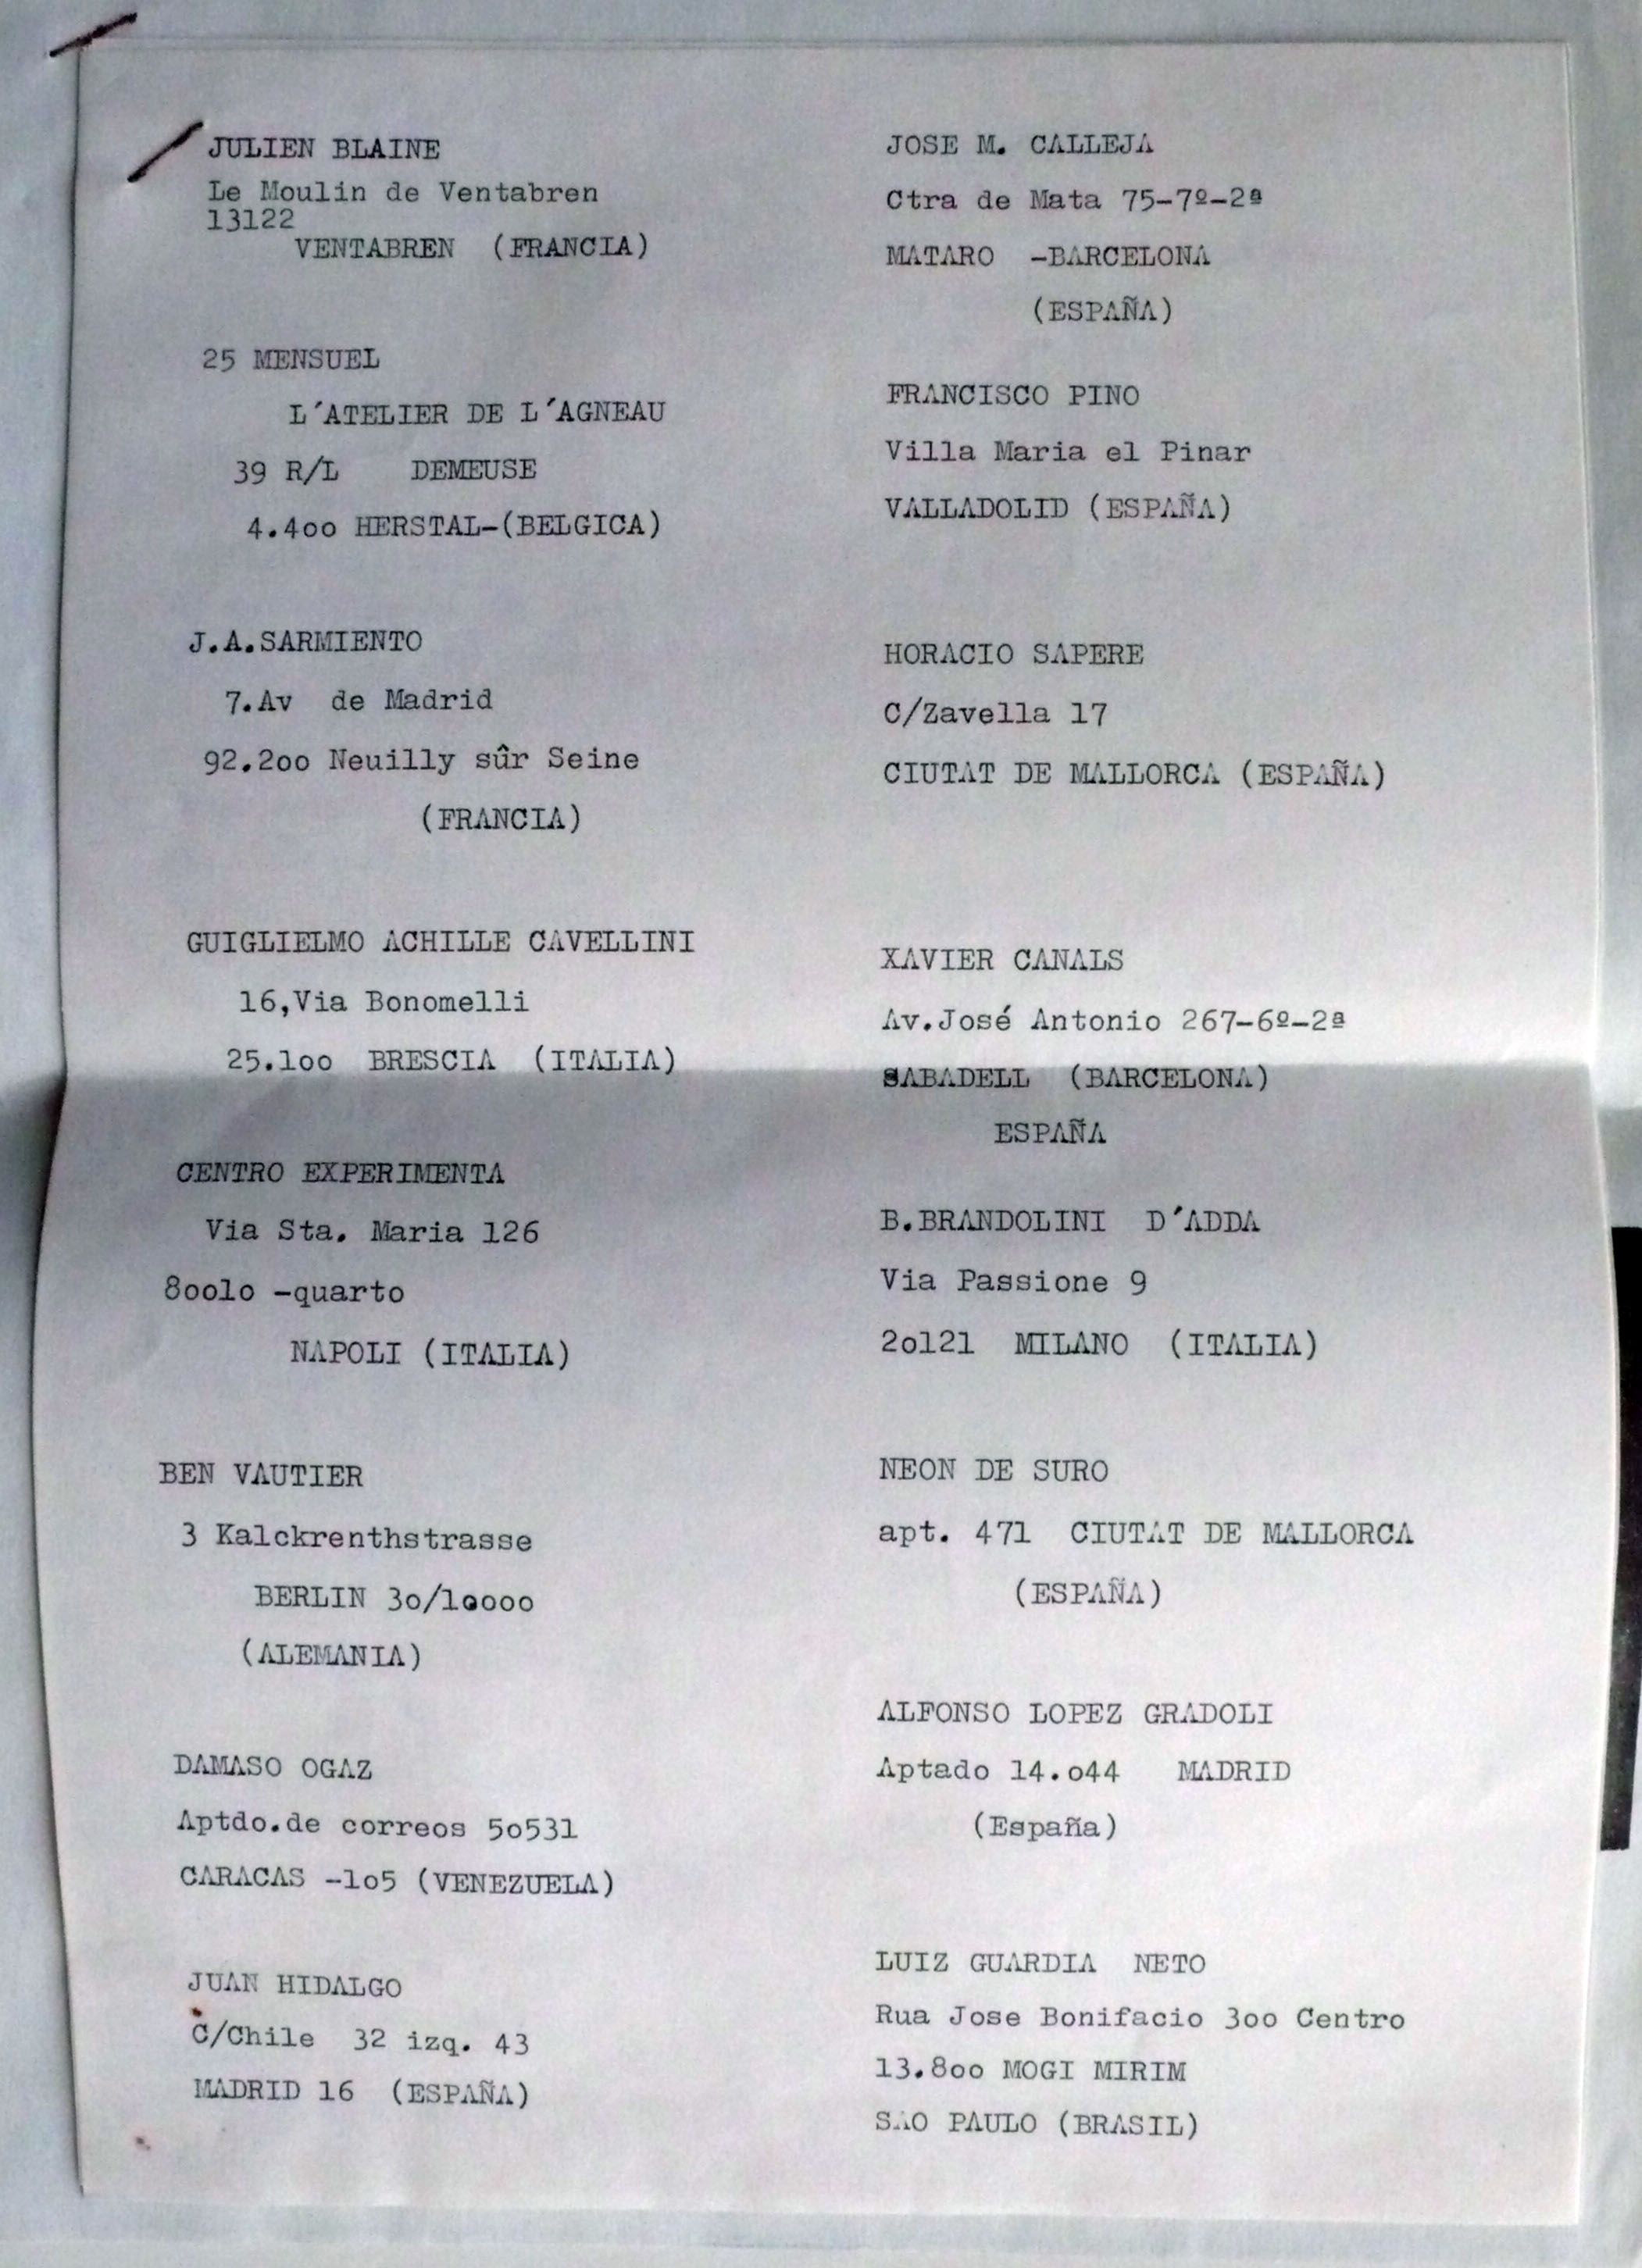 JULIEN BLAINE
Le Moulin de Ventabren
13122
VENTABREN (FRANCIA)
25 MENSUEL
L´ATELIER DE L´AGNEAU
39 R/L DEMEUSE
4.4oo HERSTAL-(BELGICA)
J.A.SARMIENTO
7.Av de Madrid
92.2oo Neuilly sûr Seine
(FRANCIA)
GUIGLIELMO ACHILLE CAVELLINI
16,Via Bonomelli
25.loo BRESCIA (ITALIA)
CENTRO EXPERIMENTA
Via Sta. Maria 126
8oolo -quarto
NAPOLI (ITALIA)
BEN VAUTIER
3 Kalckrenthstrasse
BERLIN 3o/loooo
(ALEMANIA)
DAMASO OGAZ
Aptdo.de correos 5o531
CARACAS -lo5 (VENEZUELA)
JUAN HIDALGO
C/Chile 32 izq. 43
MADRID 16 (ESPAÑA)
JOSE M. CALLEJA
Ctra de Mata 75-7º-2ª
MATARO -BARCELONA
(ESPAÑA)
FRANCISCO PINO
Villa Maria el Pinar
VALLADOLID (ESPAÑA)
HORACIO SAPERE
C/Zavella 17
CIUTAT DE MALLORCA (ESPAÑA)
XAVIER CANALS
Av.José Antonio 267-6º-2ª
SABADELL (BARCELONA)
ESPAÑA
B.BRANDOLINI D´ADDA
Via Passione 9
2o121 MILANO (ITALIA)
NEON DE SURO
apt. 471 CIUTAT DE MALLORCA
(ESPAÑA)
ALFONSO LOPEZ GRADOLI
Aptado 14.o44 MADRID
(España)
LUIZ GUARDIA NETO
Rua Jose Bonifacio 3oo Centro
13.8oo MOGI MIRIM
SAO PAULO (BRASIL)